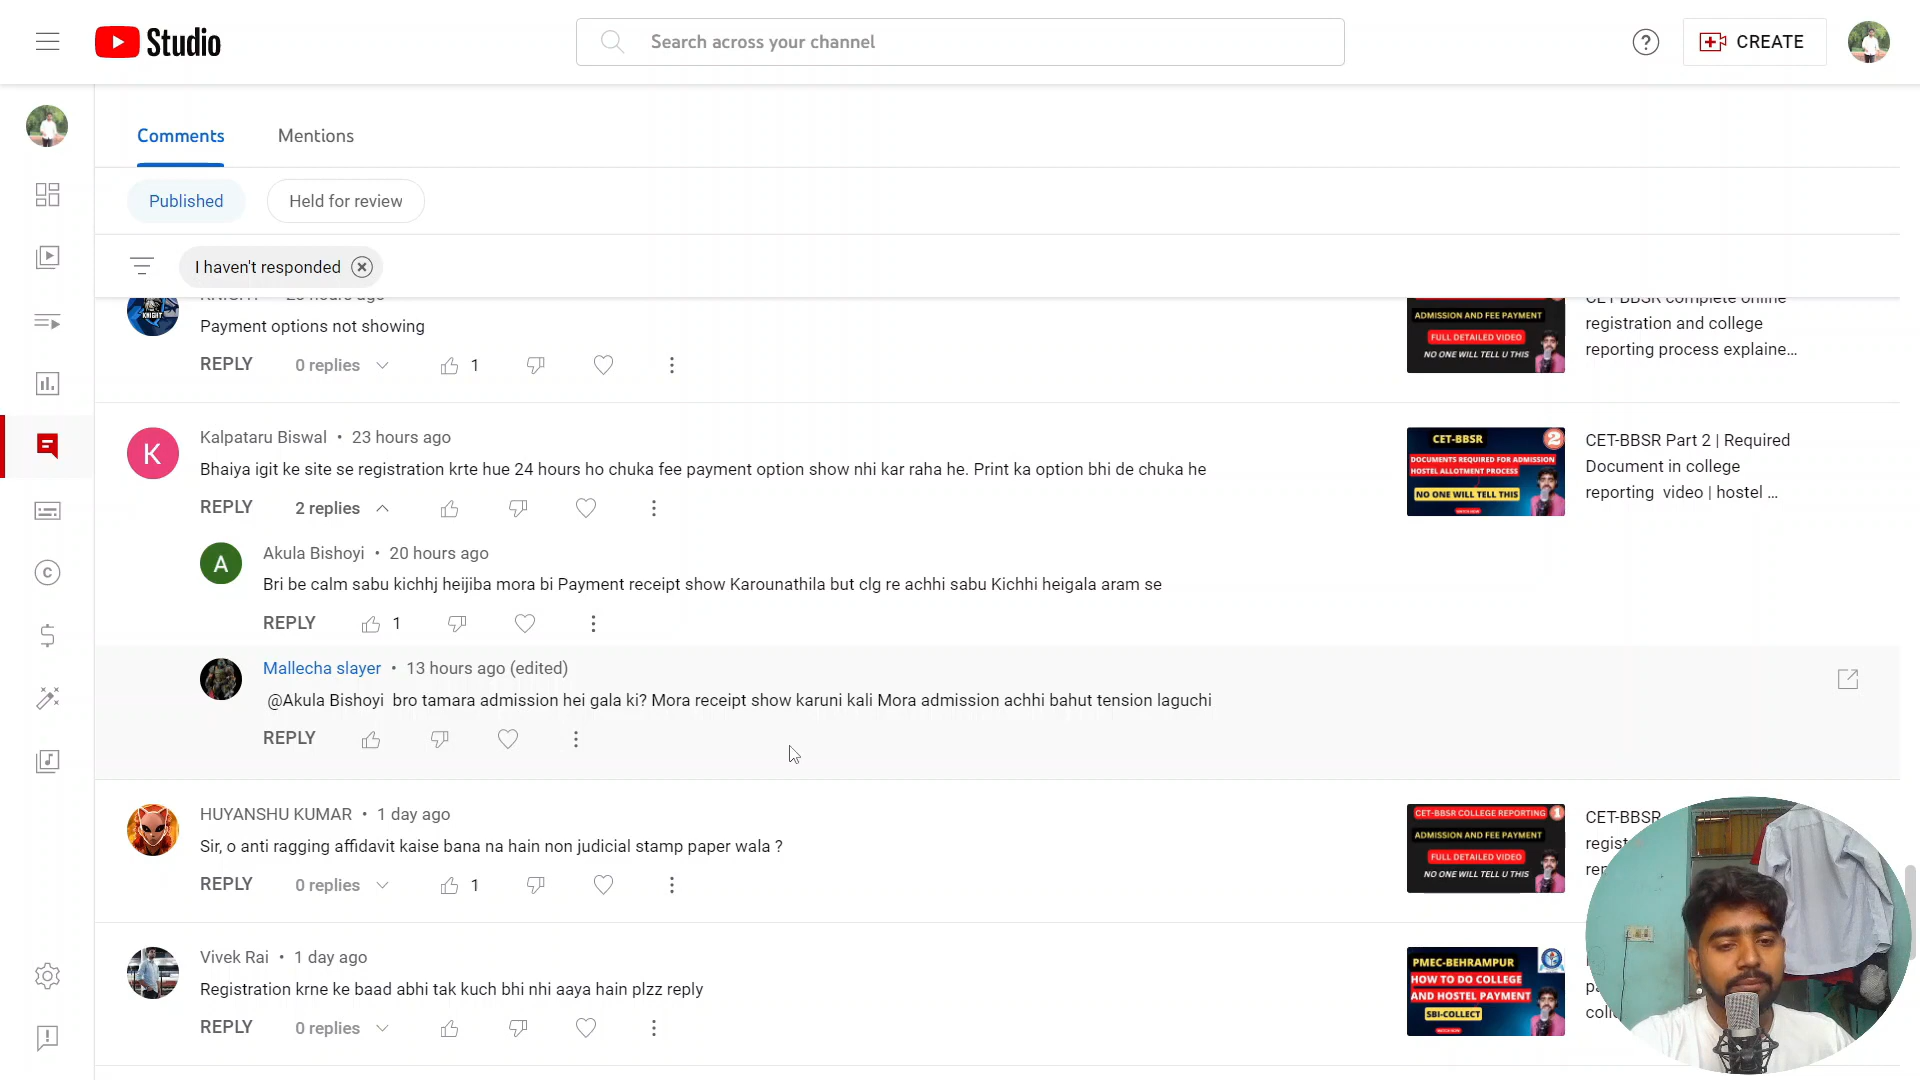 Studio
Search across your channel
CREATE
Comments
Mentions
Published
Held for review
I haven't responded
KNIGHT • 23 hours ago
Payment options not showing
REPLY
0 replies
1
ADMISSION AND FEE PAYMENT
FULL DETAILED VIDEO
NO ONE WILL TELL U THIS
CET-BBSR complete online
registration and college
reporting process explaine...
Kalpataru Biswal • 23 hours ago
Bhaiya igit ke site se registration krte hue 24 hours ho chuka fee payment option show nhi kar raha he. Print ka option bhi de chuka he
REPLY
2 replies
CET-BBSR
2
DOCUMENTS REQUIRED FOR ADMISSION
HOSTEL ALLOTMENT PROCESS
NO ONE WILL TELL THIS
CET-BBSR Part 2 | Required
Document in college
reporting video | hostel ...
K
A
Akula Bishoyi • 20 hours ago
Bri be calm sabu kichhj heijiba mora bi Payment receipt show Karounathila but clg re achhi sabu Kichhi heigala aram se
REPLY
1
Mallecha slayer • 13 hours ago (edited)
@Akula Bishoyi bro tamara admission hei gala ki? Mora receipt show karuni kali Mora admission achhi bahut tension laguchi
REPLY
HUYANSHU KUMAR • 1 day ago
Sir, o anti ragging affidavit kaise bana na hain non judicial stamp paper wala ?
REPLY
0 replies
1
CET-BBSR COLLEGE REPORTING
1
ADMISSION AND FEE PAYMENT
FULL DETAILED VIDEO
NO ONE WILL TELL U THIS
CET-BBSR
Vivek Rai • 1 day ago
Registration krne ke baad abhi tak kuch bhi nhi aaya hain plzz reply
REPLY
0 replies
PMEC-BEHRAMPUR
HOW TO DO COLLEGE
AND HOSTEL PAYMENT
SBI-COLLECT